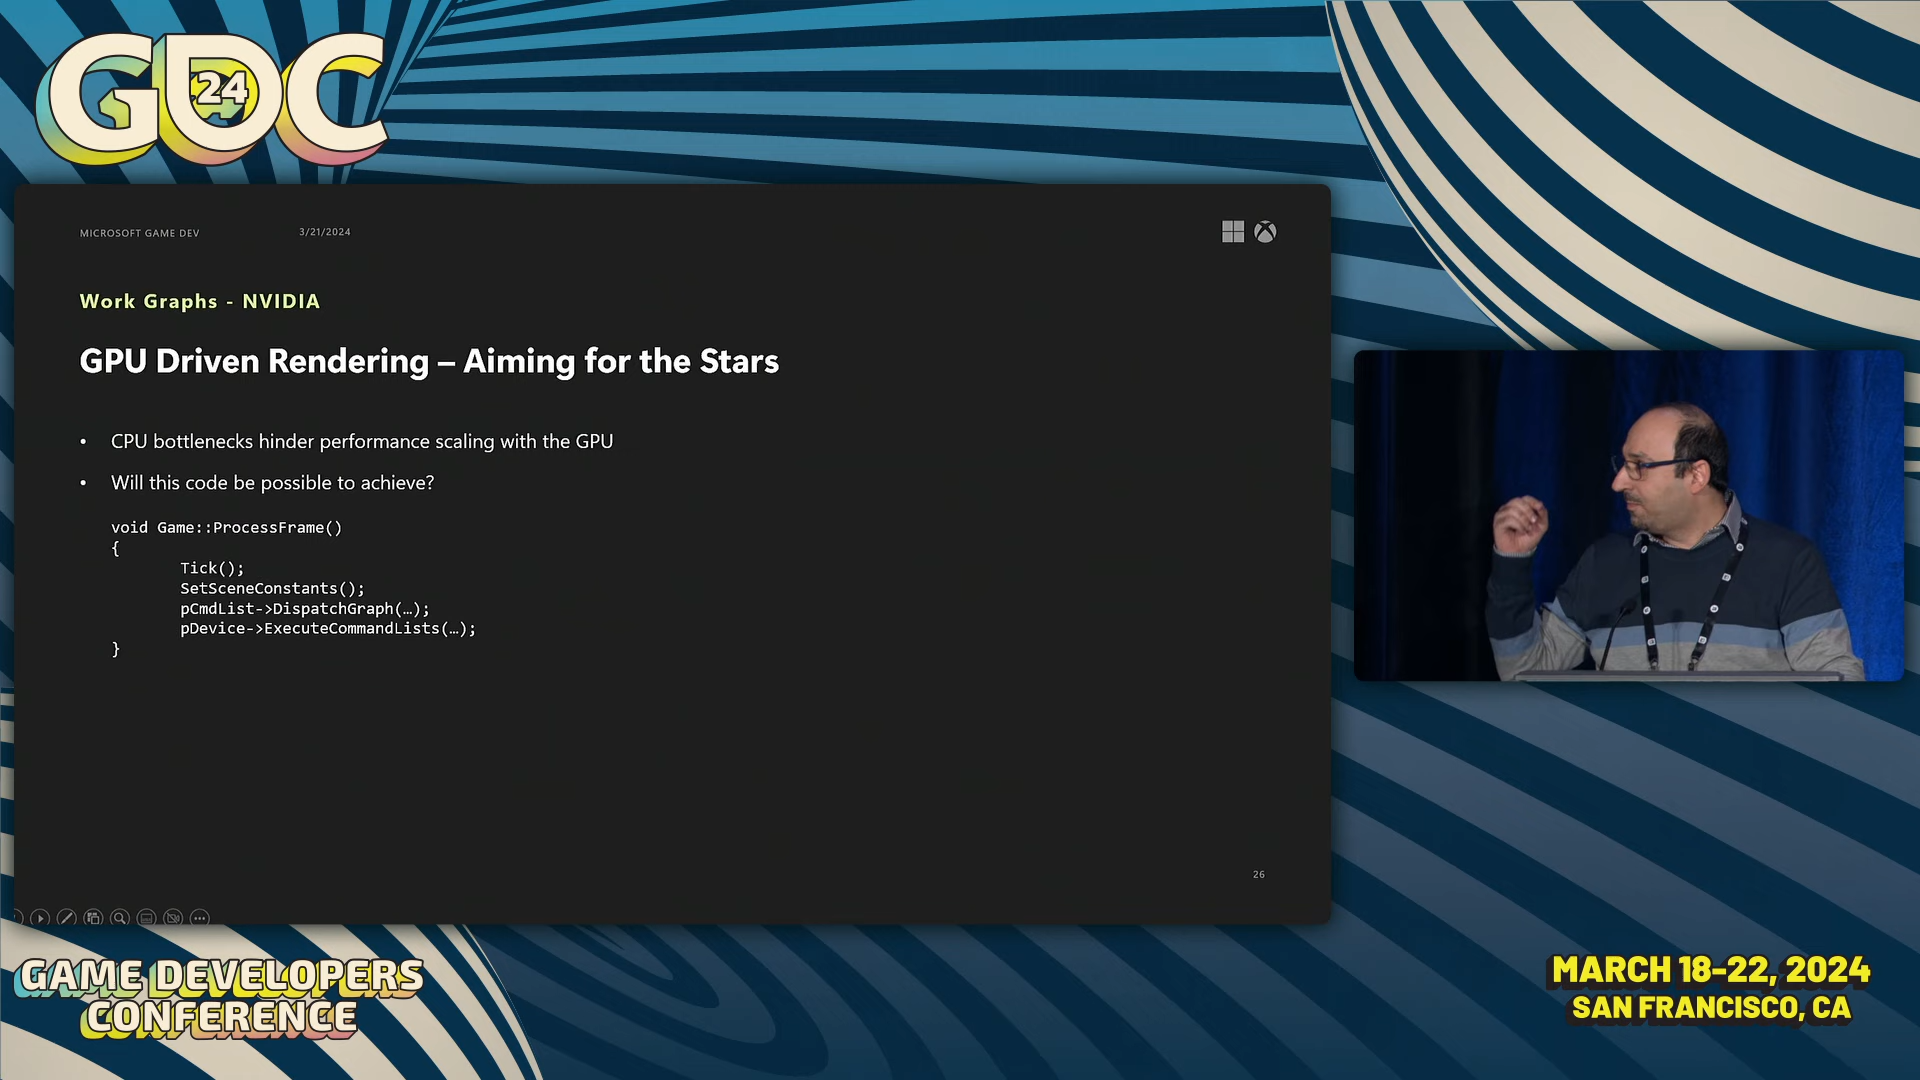 GDC
24
MICROSOFT GAME DEV 3/21/2024
Work Graphs - NVIDIA
GPU Driven Rendering – Aiming for the Stars
• CPU bottlenecks hinder performance scaling with the GPU
• Will this code be possible to achieve?
void Game::ProcessFrame()
{
Tick();
SetSceneConstants();
pCmdList->DispatchGraph(…);
pDevice->ExecuteCommandLists(…);
}
26
GAME DEVELOPERS
CONFERENCE
MARCH 18-22, 2024
SAN FRANCISCO, CA